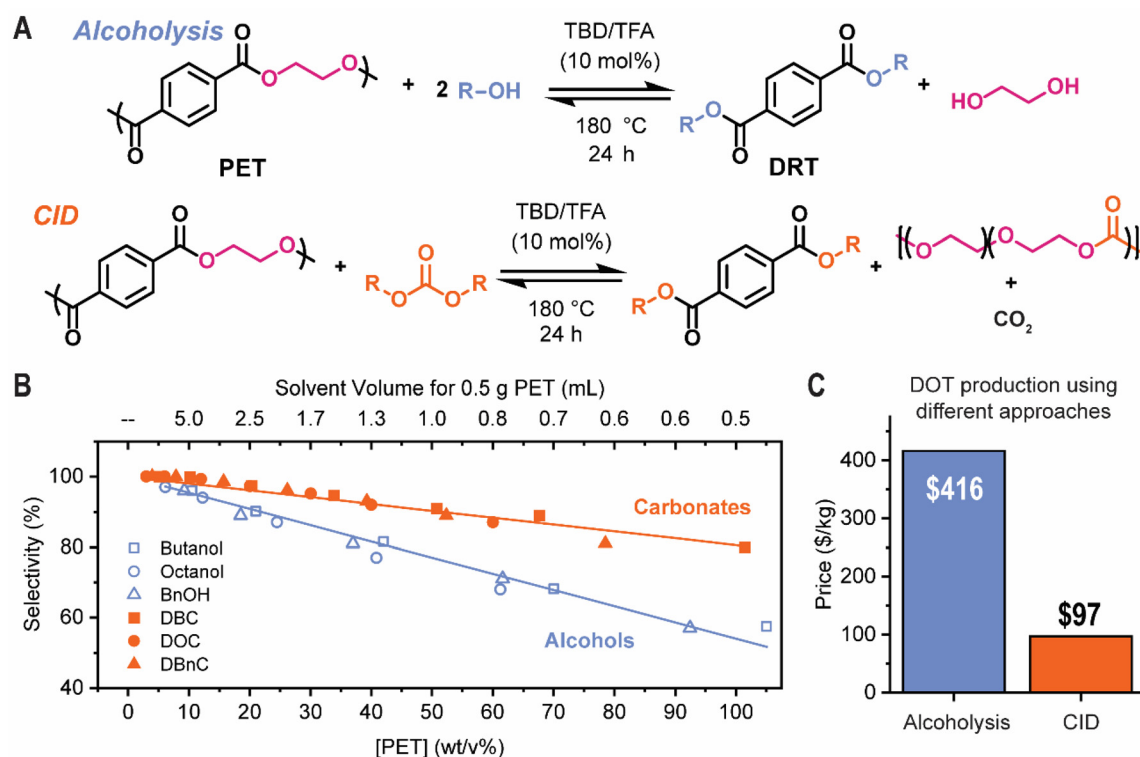 A
Alcoholysis
O
O
O
O
PET
+
2 R–OH
TBD/TFA
(10 mol%)
180 °C
24 h
O
O
R
R
O
O
DRT
+
HO
OH
CID
O
O
O
O
+
O
R
O
O
R
TBD/TFA
(10 mol%)
180 °C
24 h
O
O
R
R
O
O
+
O
O
O
O
+
CO₂
B
Solvent Volume for 0.5 g PET (mL)
-- 5.0 2.5 1.7 1.3 1.0 0.8 0.7 0.6 0.6 0.5
Selectivity (%)
100
80
60
40
Carbonates
Alcohols
Butanol
Octanol
BnOH
DBC
DOC
DBnC
0 10 20 30 40 50 60 70 80 90 100
[PET] (wt/v%)
C
DOT production using
different approaches
Price ($/kg)
400
300
200
100
0
$416
$97
Alcoholysis CID